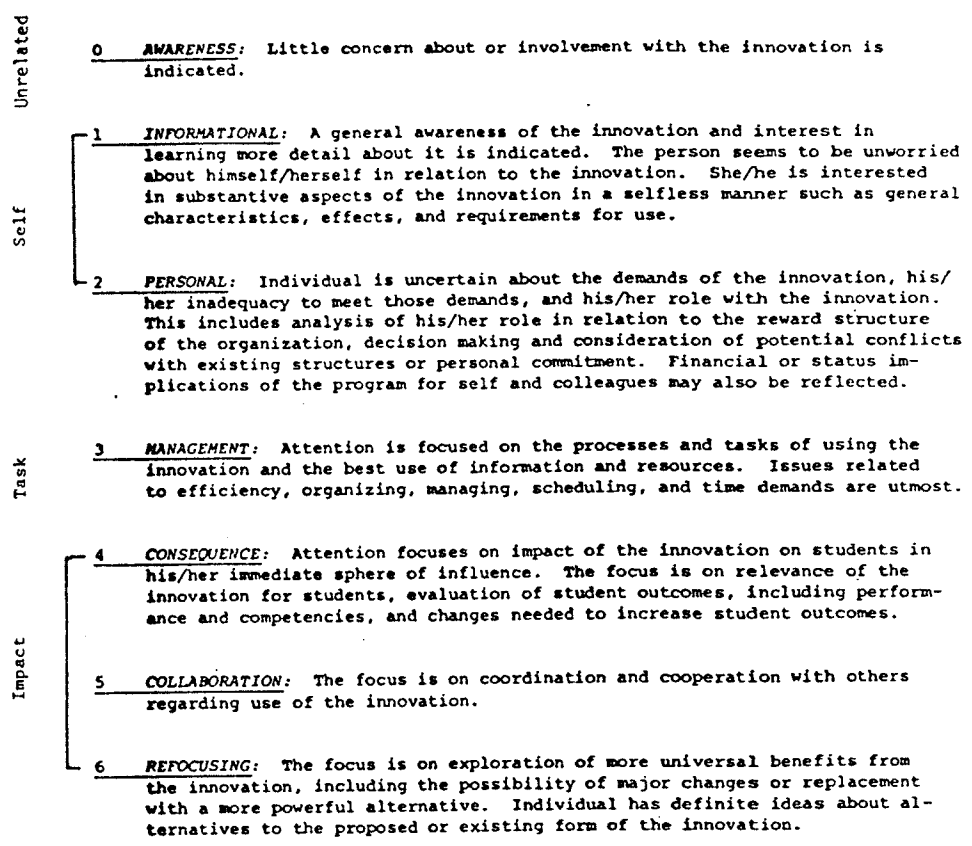 Unrelated
0 AWARENESS: Little concern about or involvement with the innovation is
indicated.
Self
1 INFORMATIONAL: A general awareness of the innovation and interest in
learning more detail about it is indicated. The person seems to be unworried
about himself/herself in relation to the innovation. She/he is interested
in substantive aspects of the innovation in a selfless manner such as general
characteristics, effects, and requirements for use.
2 PERSONAL: Individual is uncertain about the demands of the innovation, his/
her inadequacy to meet those demands, and his/her role with the innovation.
This includes analysis of his/her role in relation to the reward structure
of the organization, decision making and consideration of potential conflicts
with existing structures or personal commitment. Financial or status im-
plications of the program for self and colleagues may also be reflected.
Task
3 MANAGEMENT: Attention is focused on the processes and tasks of using the
innovation and the best use of information and resources. Issues related
to efficiency, organizing, managing, scheduling, and time demands are utmost.
Impact
4 CONSEQUENCE: Attention focuses on impact of the innovation on students in
his/her immediate sphere of influence. The focus is on relevance of the
innovation for students, evaluation of student outcomes, including perform-
ance and competencies, and changes needed to increase student outcomes.
5 COLLABORATION: The focus is on coordination and cooperation with others
regarding use of the innovation.
6 REFOCUSING: The focus is on exploration of more universal benefits from
the innovation, including the possibility of major changes or replacement
with a more powerful alternative. Individual has definite ideas about al-
ternatives to the proposed or existing form of the innovation.